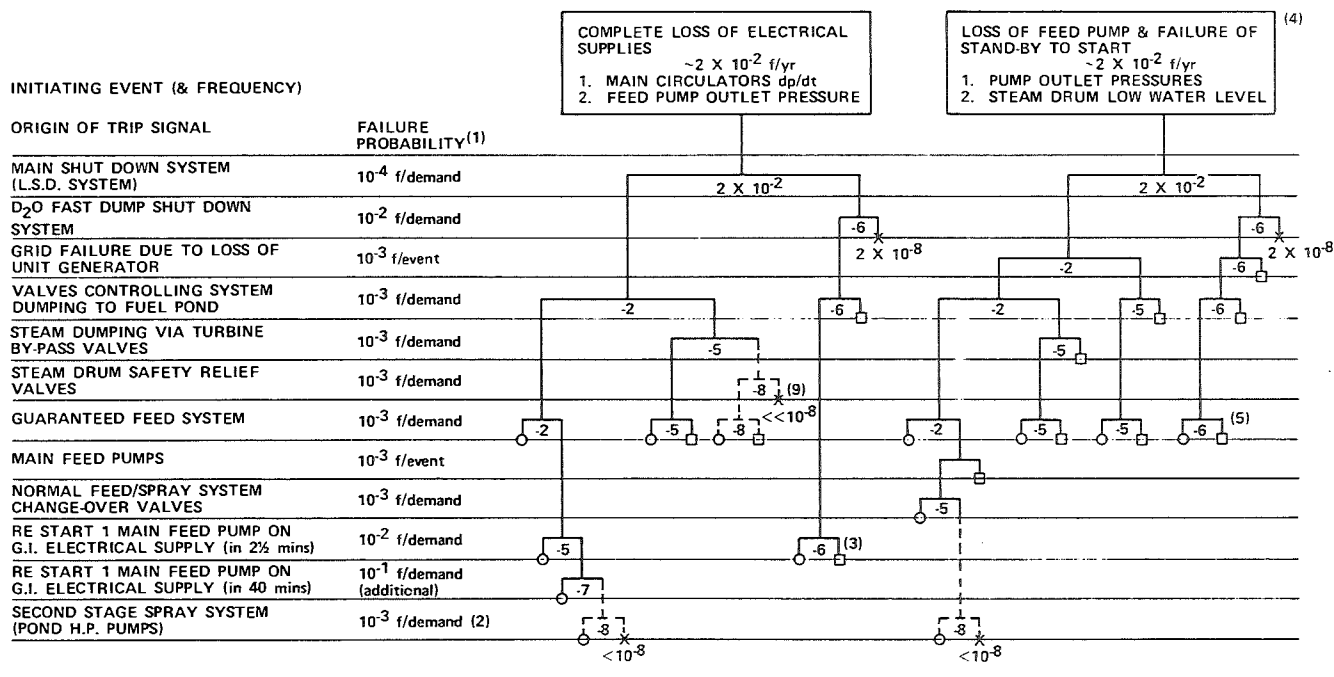 COMPLETE LOSS OF ELECTRICAL
SUPPLIES
~2 X 10⁻² f/yr
1. MAIN CIRCULATORS dp/dt
2. FEED PUMP OUTLET PRESSURE
LOSS OF FEED PUMP & FAILURE OF
STAND-BY TO START
~2 X 10⁻² f/yr
1. PUMP OUTLET PRESSURES
2. STEAM DRUM LOW WATER LEVEL
(4)
INITIATING EVENT (& FREQUENCY)
ORIGIN OF TRIP SIGNAL
FAILURE
PROBABILITY(1)
MAIN SHUT DOWN SYSTEM
(L.S.D. SYSTEM)
10⁻⁴ f/demand
2 X 10⁻²
2 X 10⁻²
D₂O FAST DUMP SHUT DOWN
SYSTEM
10⁻² f/demand
-6
-6
2 X 10⁻⁸
2 X 10⁻⁸
GRID FAILURE DUE TO LOSS OF
UNIT GENERATOR
10⁻³ f/event
-2
-6
VALVES CONTROLLING SYSTEM
DUMPING TO FUEL POND
10⁻³ f/demand
-2
-6
-2
-5
-6
STEAM DUMPING VIA TURBINE
BY-PASS VALVES
10⁻³ f/demand
-5
-5
STEAM DRUM SAFETY RELIEF
VALVES
10⁻³ f/demand
-8
(9)
<<10⁻⁸
GUARANTEED FEED SYSTEM
10⁻³ f/demand
-2
-5
-8
-2
-5
-5
-6
(5)
MAIN FEED PUMPS
10⁻³ f/event
NORMAL FEED/SPRAY SYSTEM
CHANGE-OVER VALVES
10⁻³ f/demand
-5
RE START 1 MAIN FEED PUMP ON
G.I. ELECTRICAL SUPPLY (in 2½ mins)
10⁻² f/demand
-5
-6
(3)
RE START 1 MAIN FEED PUMP ON
G.I. ELECTRICAL SUPPLY (in 40 mins)
10⁻¹ f/demand
(additional)
-7
SECOND STAGE SPRAY SYSTEM
(POND H.P. PUMPS)
10⁻³ f/demand (2)
-8
-8
<10⁻⁸
<10⁻⁸